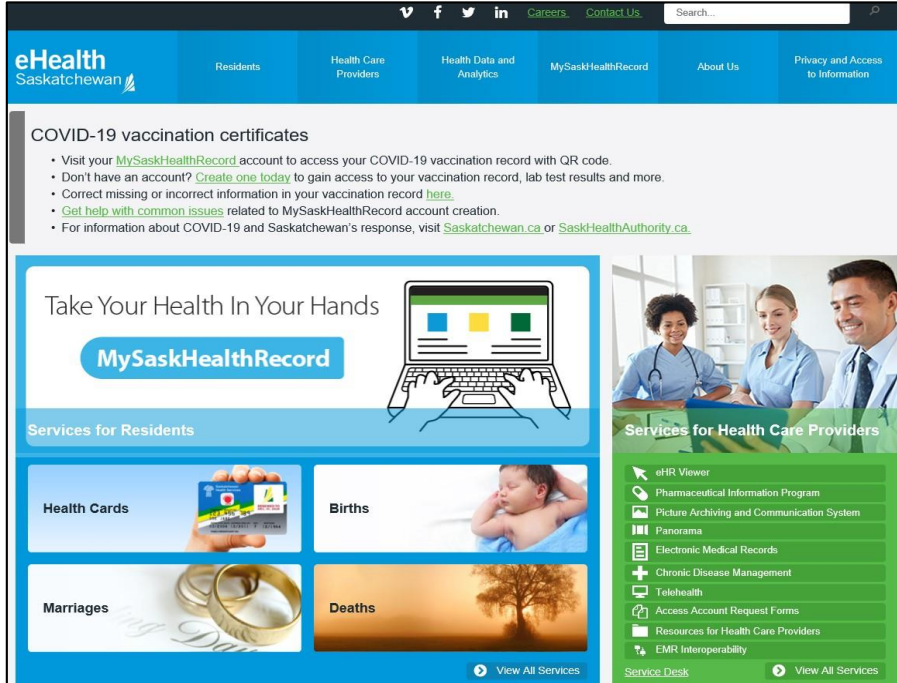 Careers Contact Us Search...
eHealth
Saskatchewan
Residents
Health Care
Providers
Health Data and
Analytics
MySaskHealthRecord
About Us
Privacy and Access
to Information
COVID-19 vaccination certificates
• Visit your MySaskHealthRecord account to access your COVID-19 vaccination record with QR code.
• Don't have an account? Create one today to gain access to your vaccination record, lab test results and more.
• Correct missing or incorrect information in your vaccination record here.
• Get help with common issues related to MySaskHealthRecord account creation.
• For information about COVID-19 and Saskatchewan's response, visit Saskatchewan.ca or SaskHealthAuthority.ca.
Take Your Health In Your Hands
MySaskHealthRecord
Services for Residents
Health Cards
Births
Marriages
Deaths
View All Services
Services for Health Care Providers
eHR Viewer
Pharmaceutical Information Program
Picture Archiving and Communication System
Panorama
Electronic Medical Records
Chronic Disease Management
Telehealth
Access Account Request Forms
Resources for Health Care Providers
EMR Interoperability
Service Desk
View All Services